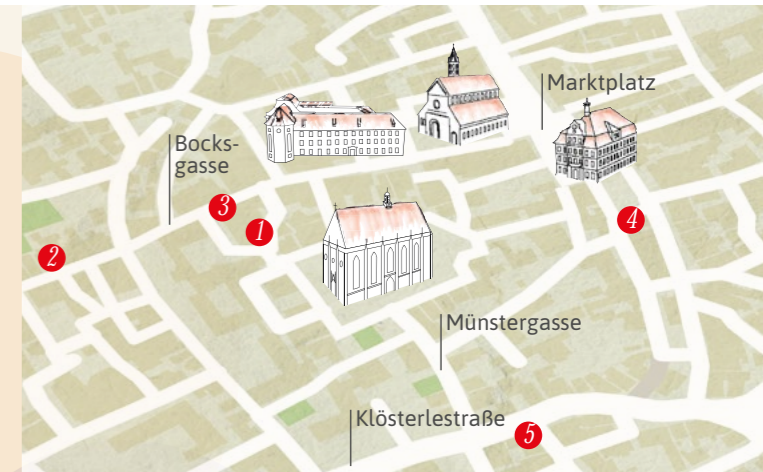 Marktplatz
Bocks-
gasse
3
1
4
2
Münstergasse
Klösterlestraße
5